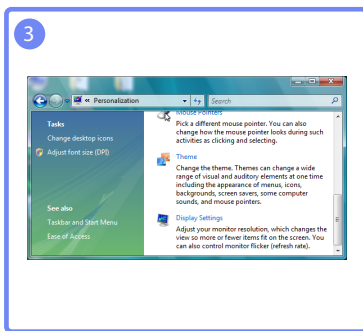 3
« Personalization
Search
Tasks
Change desktop icons
Adjust font size (DPI)
See also
Taskbar and Start Menu
Ease of Access
Mouse Pointers
Pick a different mouse pointer. You can also
change how the mouse pointer looks during such
activities as clicking and selecting.
Theme
Change the theme. Themes can change a wide
range of visual and auditory elements at one time
including the appearance of menus, icons,
backgrounds, screen savers, some computer
sounds, and mouse pointers.
Display Settings
Adjust your monitor resolution, which changes the
view so more or fewer items fit on the screen. You
can also control monitor flicker (refresh rate).